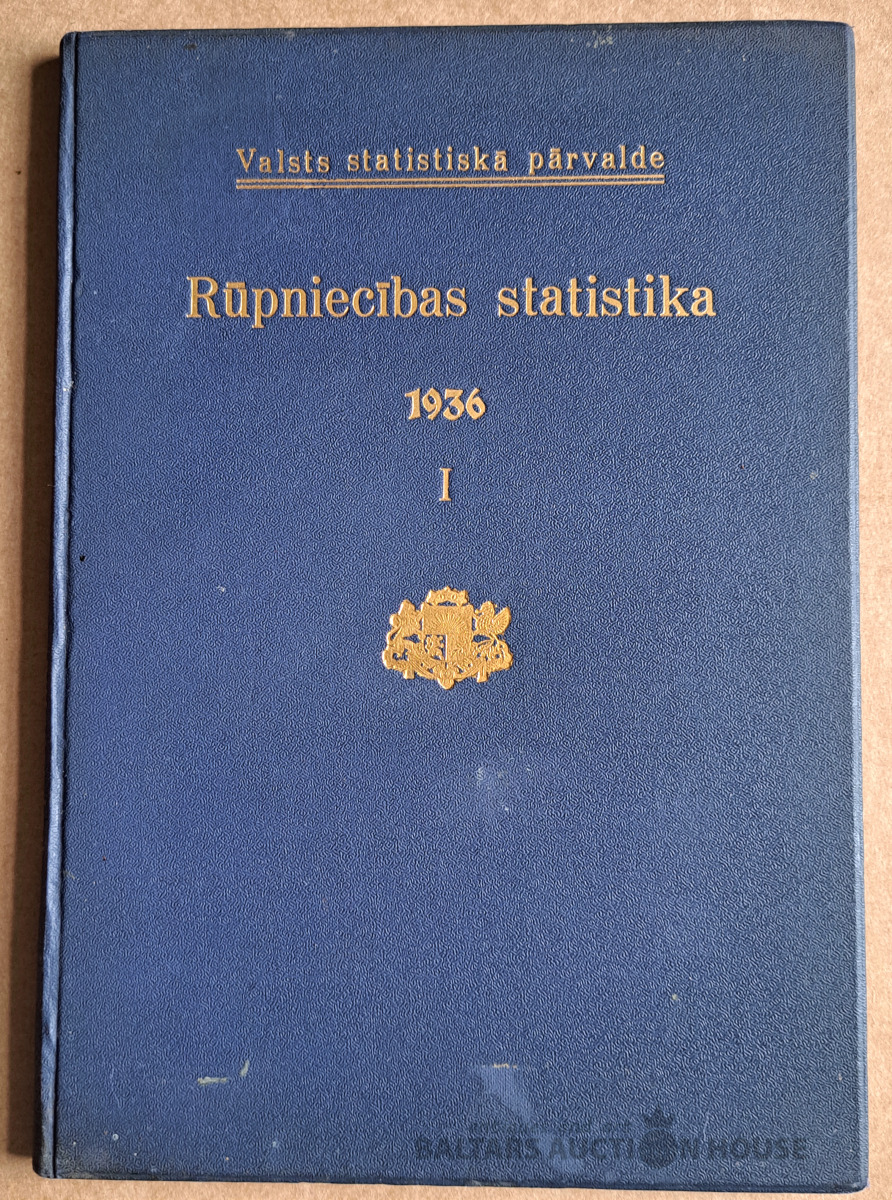 Valsts statistiskā pārvalde
Rūpniecības statistika
1936
I
BALTARS AUCTION HOUSE